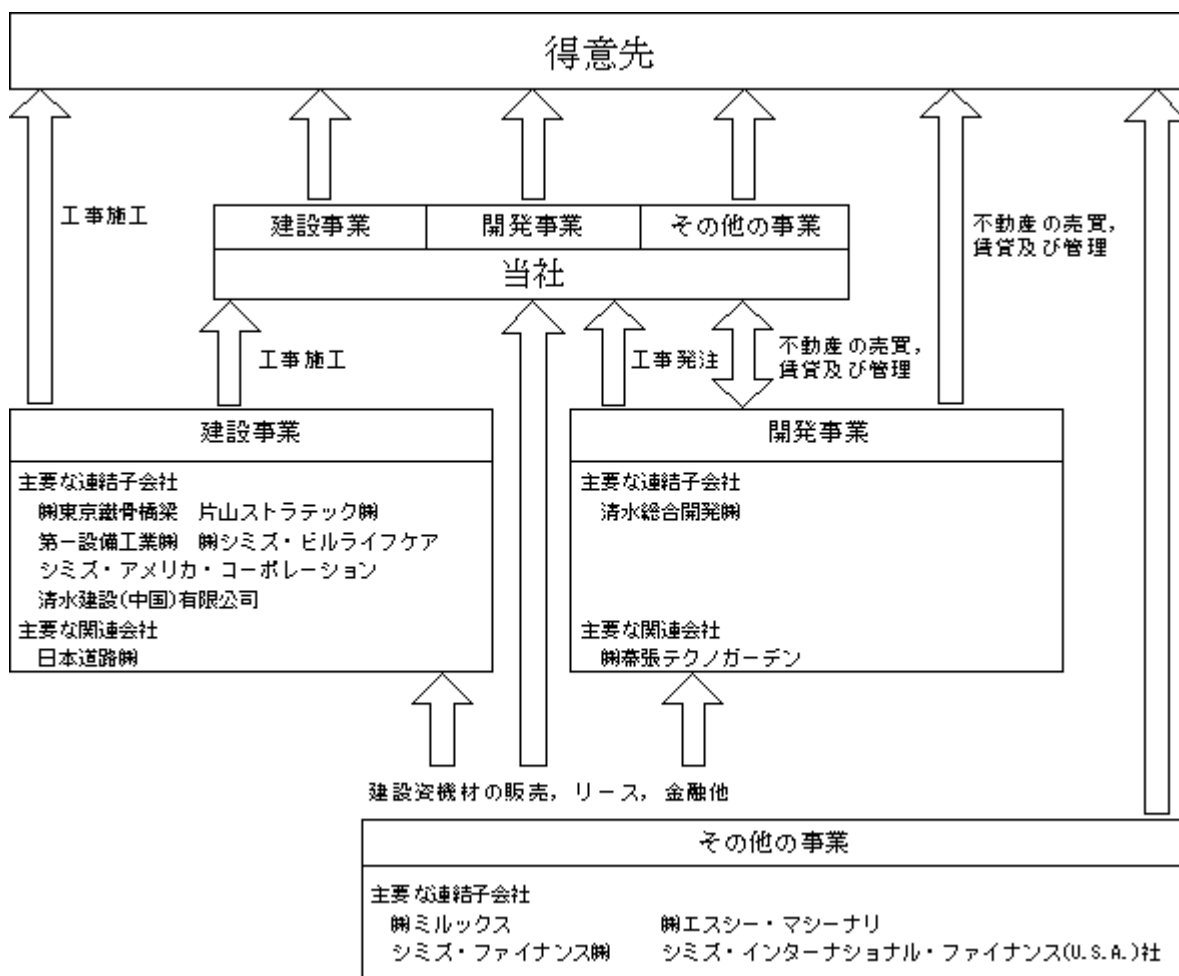 得意先
工事施工
建設事業
開発事業
その他の事業
不動産の売買，
賃貸及び管理
当社
工事施工
工事発注
不動産の売買，
賃貸及び管理
建設事業
主要な連結子会社
㈱東京鐵骨橋梁　片山ストラテック㈱
第一設備工業㈱　㈱シミズ・ビルライフケア
シミズ・アメリカ・コーポレーション
清水建設(中国)有限公司
主要な関連会社
日本道路㈱
開発事業
主要な連結子会社
清水総合開発㈱
主要な関連会社
㈱幕張テクノガーデン
建設資機材の販売，リース，金融他
その他の事業
主要な連結子会社
㈱ミルックス　㈱エスシー・マシーナリ
シミズ・ファイナンス㈱　シミズ・インターナショナル・ファイナンス(U.S.A.)社